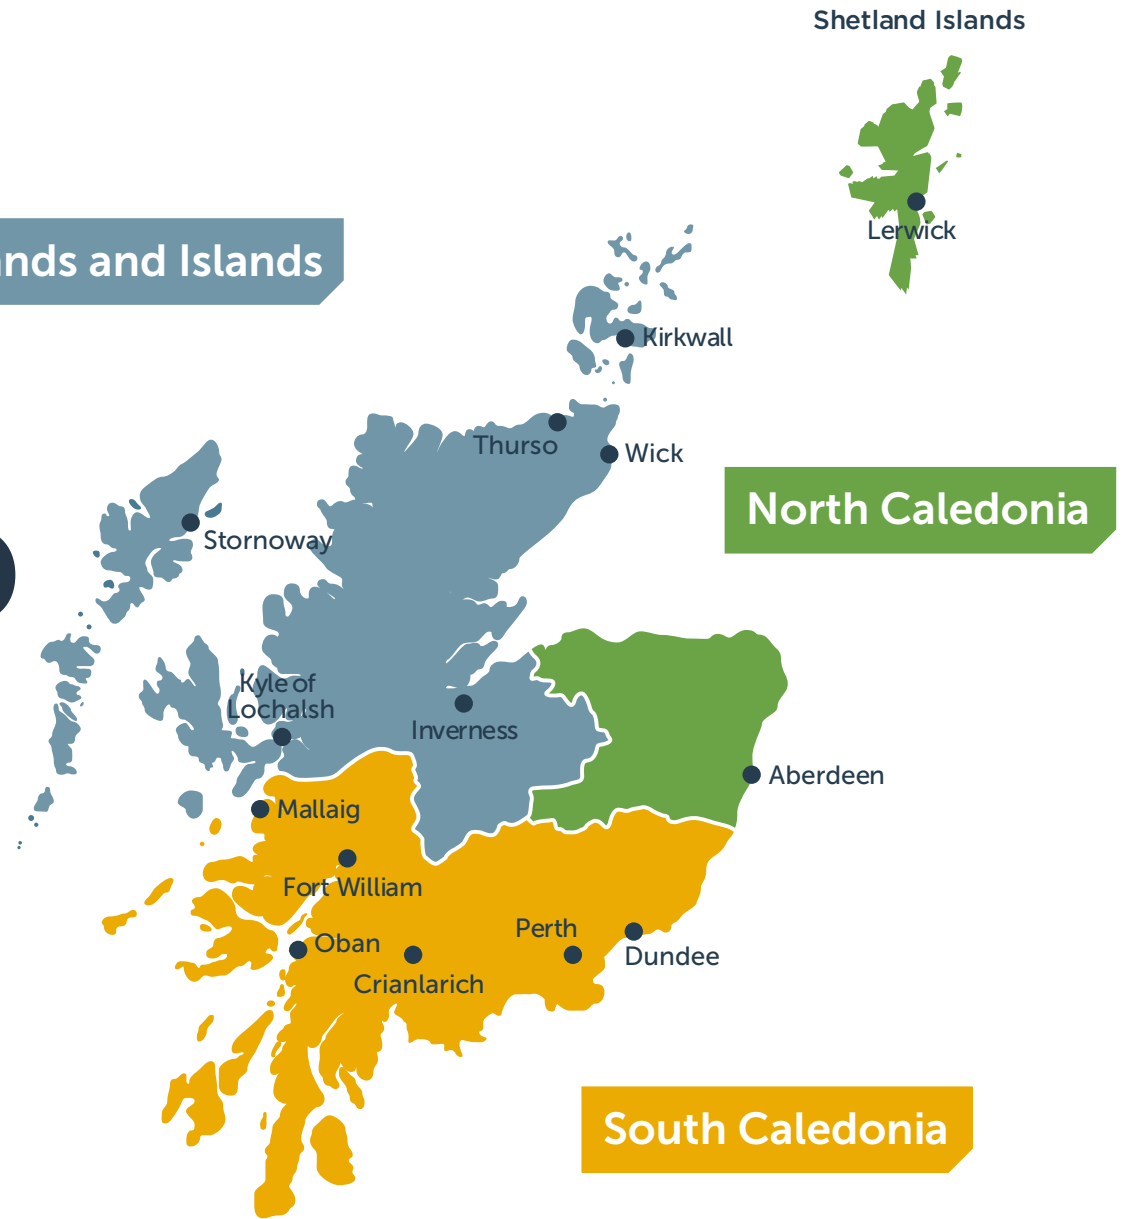 Shetland Islands
Lerwick
nds and Islands
Kirkwall
Thurso
Wick
North Caledonia
Stornoway
Kyle of
Lochalsh
Inverness
Aberdeen
Mallaig
Fort William
Perth
Oban
Dundee
Crianlarich
South Caledonia